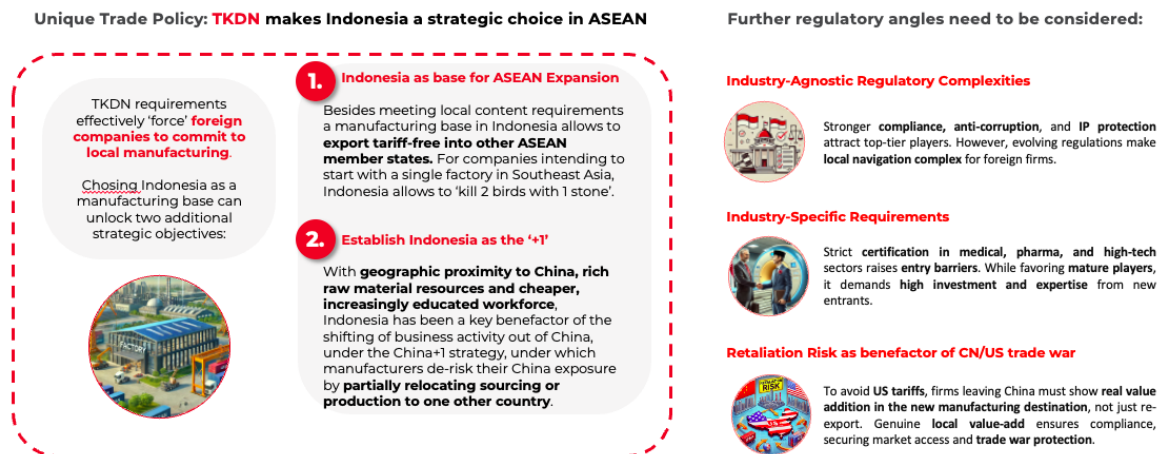 Unique Trade Policy: TKDN makes Indonesia a strategic choice in ASEAN
TKDN requirements
effectively ‘force’ foreign
companies to commit to
local manufacturing.
Chosing Indonesia as a
manufacturing base can
unlock two additional
strategic objectives:
FACTORY
1.
Indonesia as base for ASEAN Expansion
Besides meeting local content requirements
a manufacturing base in Indonesia allows to
export tariff-free into other ASEAN
member states. For companies intending to
start with a single factory in Southeast Asia,
Indonesia allows to ‘kill 2 birds with 1 stone’.
2.
Establish Indonesia as the ‘+1’
With geographic proximity to China, rich
raw material resources and cheaper,
increasingly educated workforce,
Indonesia has been a key benefactor of the
shifting of business activity out of China,
under the China+1 strategy, under which
manufacturers de-risk their China exposure
by partially relocating sourcing or
production to one other country.
Further regulatory angles need to be considered:
Industry-Agnostic Regulatory Complexities
Stronger compliance, anti-corruption, and IP protection
attract top-tier players. However, evolving regulations make
local navigation complex for foreign firms.
Industry-Specific Requirements
Strict certification in medical, pharma, and high-tech
sectors raises entry barriers. While favoring mature players,
it demands high investment and expertise from new
entrants.
Retaliation Risk as benefactor of CN/US trade war
RISK
To avoid US tariffs, firms leaving China must show real value
addition in the new manufacturing destination, not just re-
export. Genuine local value-add ensures compliance,
securing market access and trade war protection.